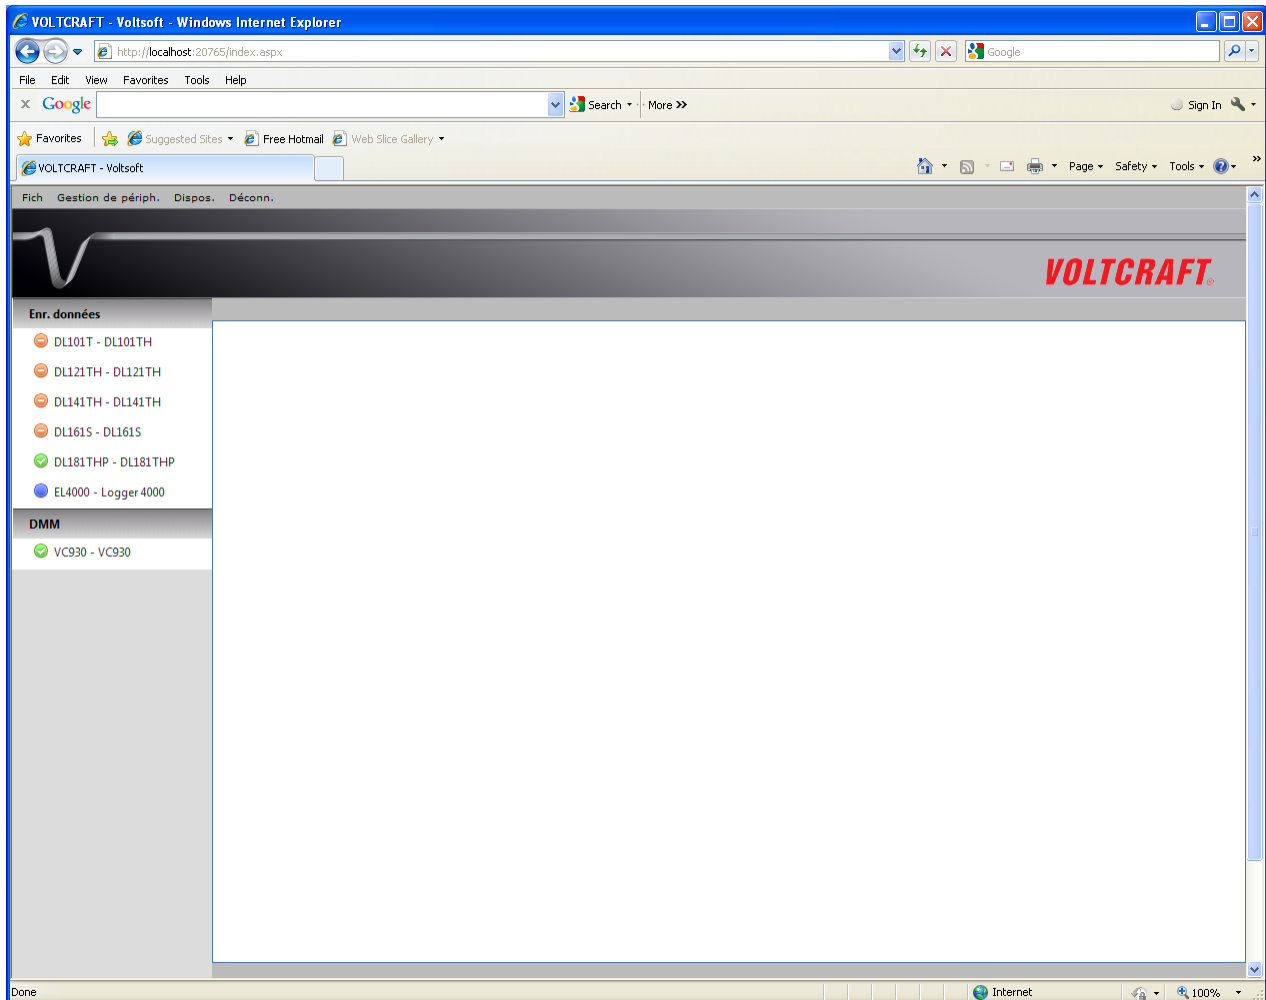 VOLTCRAFT - Voltsoft - Windows Internet Explorer
http://localhost:20765/index.aspx
Google
File Edit View Favorites Tools Help
x Google Search More >> Sign In
Favorites Suggested Sites Free Hotmail Web Slice Gallery
VOLTCRAFT - Voltsoft Page Safety Tools >>
Fich Gestion de périph. Dispos. Déconn.
VOLTCRAFT®
Enr. données
DL101T - DL101TH
DL121TH - DL121TH
DL141TH - DL141TH
DL161S - DL161S
DL181THP - DL181THP
EL4000 - Logger 4000
DMM
VC930 - VC930
Done Internet 100%